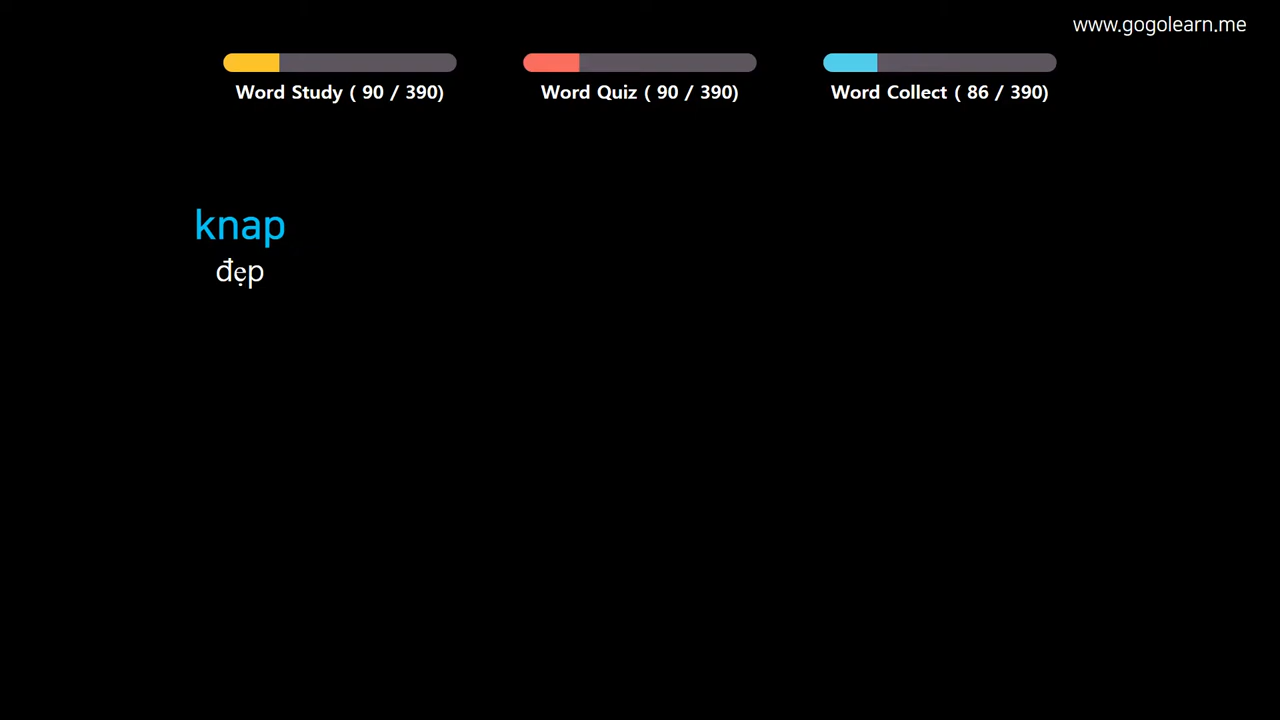 www.gogolearn.me
Word Study ( 90 / 390)
Word Quiz ( 90 / 390)
Word Collect ( 86 / 390)
knap
đẹp